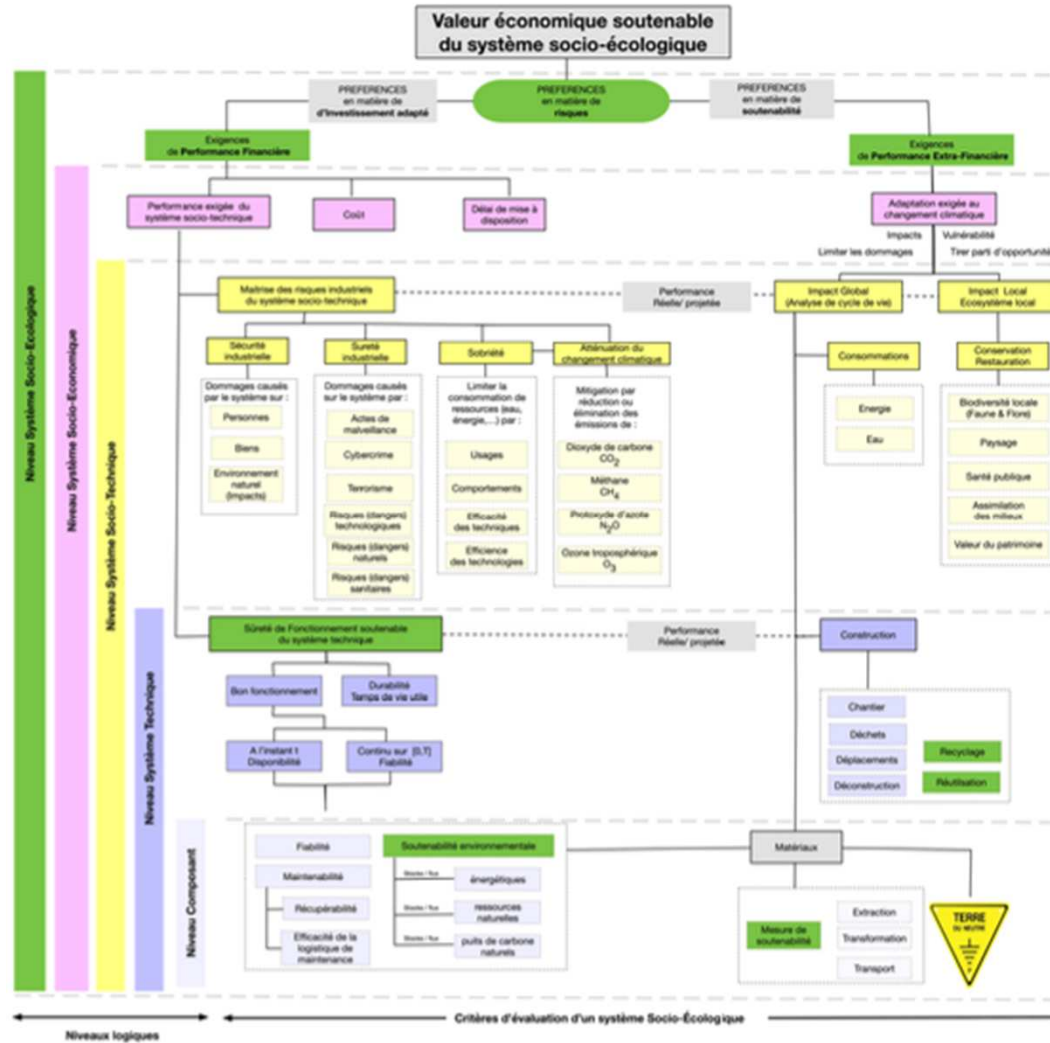 Valeur économique soutenable
du système socio-écologique
PREFERENCES
en matière de
d'Investissement adapté
PREFERENCES
en matière de
risques
PREFERENCES
en matière de
soutenabilité
Exigences
de Performance Financière
Exigences
de Performance Extra-Financière
Performance exigée du
système socio-technique
Coût
Délai de mise à
disposition
Adaptation exigée au
changement climatique
Impacts
Vulnérabilité
Limiter les dommages
Tirer parti d'opportunité
Maitrise des risques industriels
du système socio-technique
Performance
Réelle/ projetée
Impact Global
(Analyse de cycle de vie)
Impact Local
Ecosystème local
Sécurité
industrielle
Sureté
industrielle
Sobriété
Atténuation du
changement climatique
Consommations
Conservation
Restauration
Dommages causés
par le système sur :
Personnes
Biens
Environnement
naturel
(Impacts)
Dommages causés
sur le système par :
Actes de
malveillance
Cybercrime
Terrorisme
Risques (dangers)
technologiques
Risques (dangers)
naturels
Risques (dangers)
sanitaires
Limiter la
consommation de
ressources (eau,
énergie,...) par :
Usages
Comportements
Efficacité
des techniques
Efficience
des technologies
Mitigation par
réduction ou
élimination des
émissions de :
Dioxyde de carbone
CO2
Méthane
CH4
Protoxyde d'azote
N2O
Ozone troposphérique
O3
Energie
Eau
Biodiversité locale
(Faune & Flore)
Paysage
Santé publique
Assimilation
des milieux
Valeur du patrimoine
Sûreté de Fonctionnement soutenable
du système technique
Performance
Réelle/ projetée
Construction
Bon fonctionnement
Durabilité
Temps de vie utile
A l'instant t
Disponibilité
Continu sur [0,T]
Fiabilité
Chantier
Déchets
Déplacements
Déconstruction
Recyclage
Réutilisation
Fiabilité
Maintenabilité
Récupérabilité
Efficacité de la
logistique de
maintenance
Soutenabilité environnementale
Stocks / flux
énergétiques
Stocks / flux
ressources
naturelles
Stocks / flux
puits de carbone
naturels
Matériaux
Mesure de
soutenabilité
Extraction
Transformation
Transport
TERRE
DU NEUTRE
Niveau Système Socio-Ecologique
Niveau Système Socio-Economique
Niveau Système Socio-Technique
Niveau Système Technique
Niveau Composant
Niveaux logiques
Critères d'évaluation d'un système Socio-Écologique